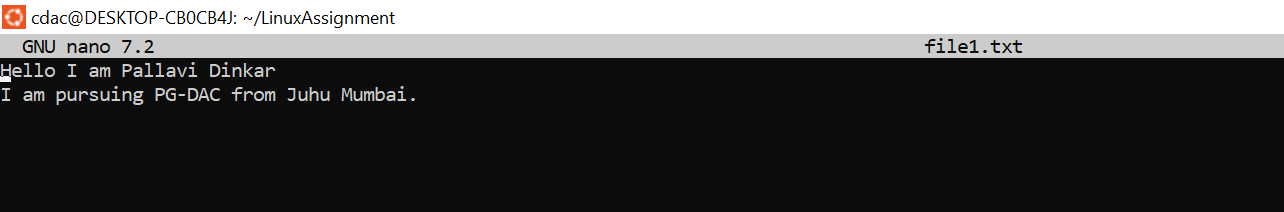 cdac@DESKTOP-CB0CB4J: ~/LinuxAssignment
GNU nano 7.2 file1.txt
Hello I am Pallavi Dinkar
I am pursuing PG-DAC from Juhu Mumbai.